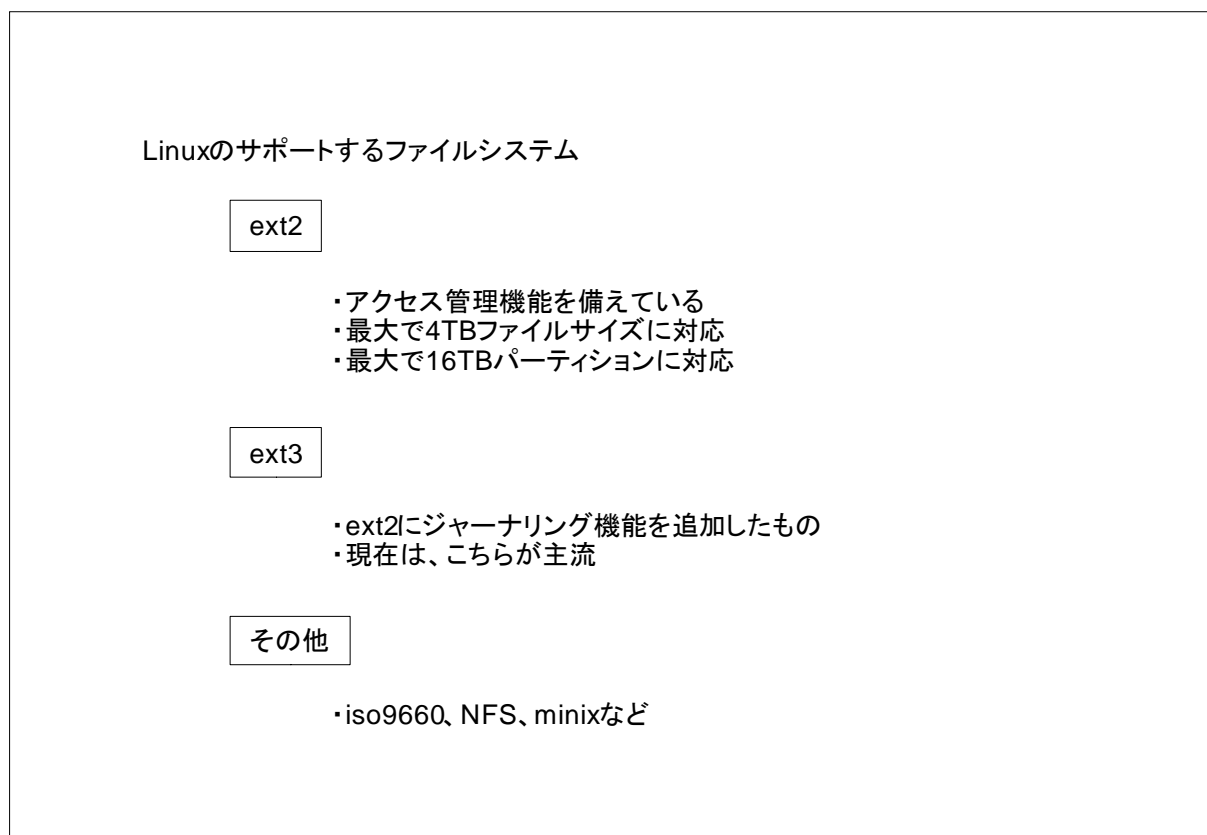 Linuxのサポートするファイルシステム
ext2
・アクセス管理機能を備えている
・最大で4TBファイルサイズに対応
・最大で16TBパーティションに対応
ext3
・ext2にジャーナリング機能を追加したもの
・現在は、こちらが主流
その他
・iso9660、NFS、minixなど